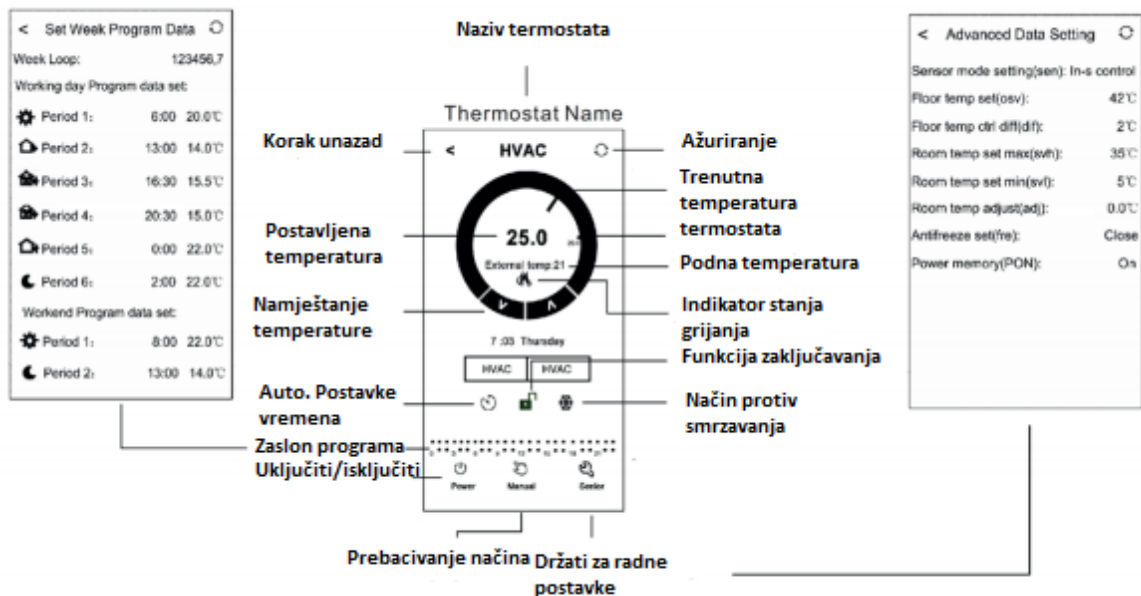 < Set Week Program Data
Week Loop: 123456,7
Working day Program data set:
Period 1: 6:00 20.0℃
Period 2: 13:00 14.0℃
Period 3: 16:30 15.5℃
Period 4: 20:30 15.0℃
Period 5: 0:00 22.0℃
Period 6: 2:00 22.0℃
Workend Program data set:
Period 1: 8:00 22.0℃
Period 2: 13:00 14.0℃
Naziv termostata
Thermostat Name
Korak unazad
< HVAC
Ažuriranje
Trenutna
temperatura
termostata
Postavljena
temperatura
25.0
External temp:21
Podna temperatura
Namještanje
temperature
Indikator stanja
grijanja
7:03 Thursday
Funkcija zaključavanja
HVAC HVAC
Auto. Postavke
vremena
Način protiv
smrzavanja
Zaslon programa
Uključiti/isključiti
Power Manual
Prebacivanje načina
Držati za radne
postavke
< Advanced Data Setting
Sensor mode setting(sen): In-s control
Floor temp set(osv): 42℃
Floor temp ctrl diff(dif): 2℃
Room temp set max(svh): 35℃
Room temp set min(svl): 5℃
Room temp adjust(adj): 0.0℃
Antifreeze set(fre): Close
Power memory(PON): On